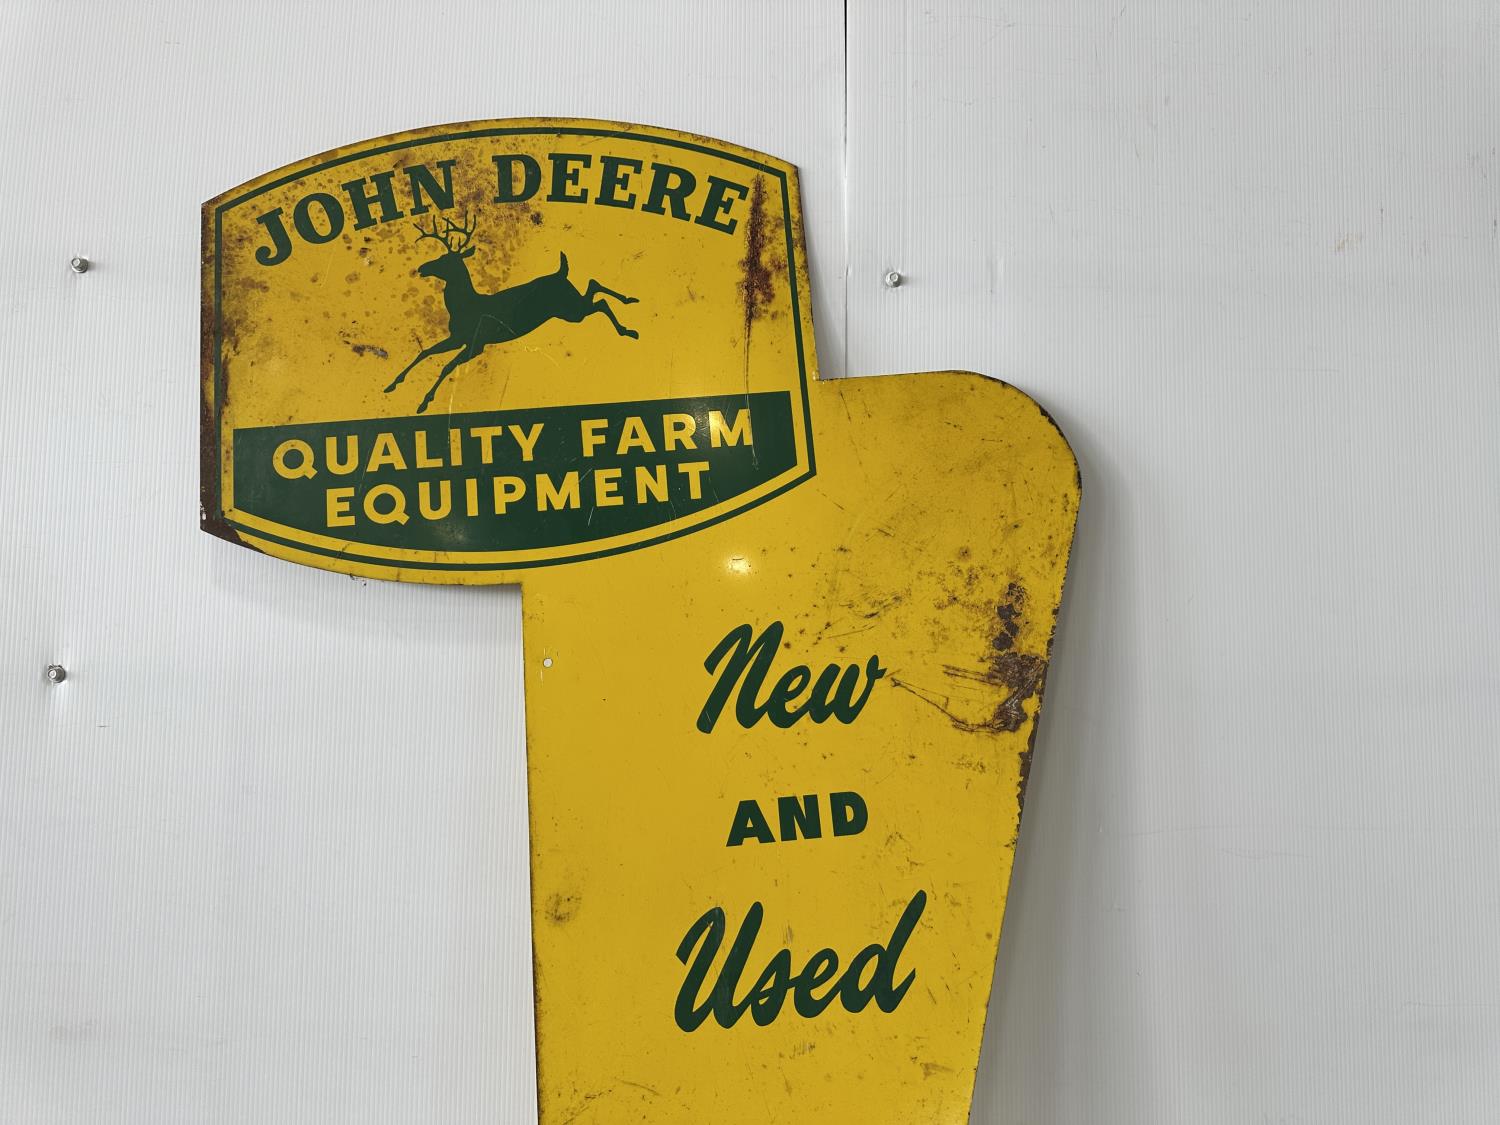 JOHN DEERE
QUALITY FARM
EQUIPMENT
New
AND
Used